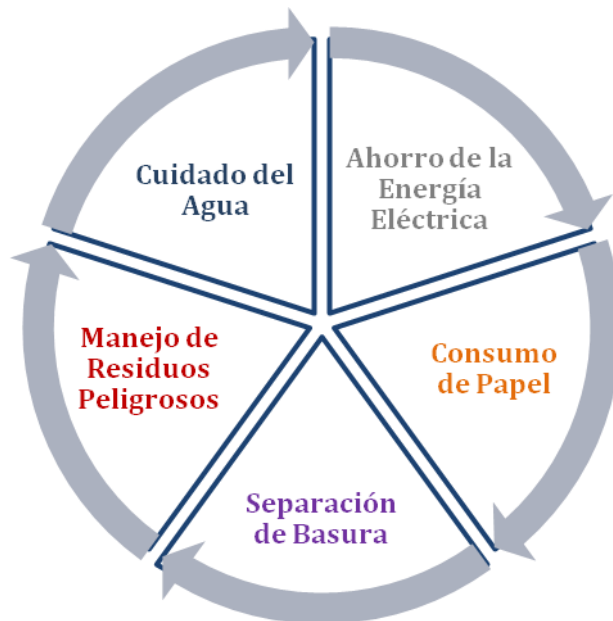 Cuidado del
Agua
Ahorro de la
Energía
Eléctrica
Consumo
de Papel
Separación
de Basura
Manejo de
Residuos
Peligrosos